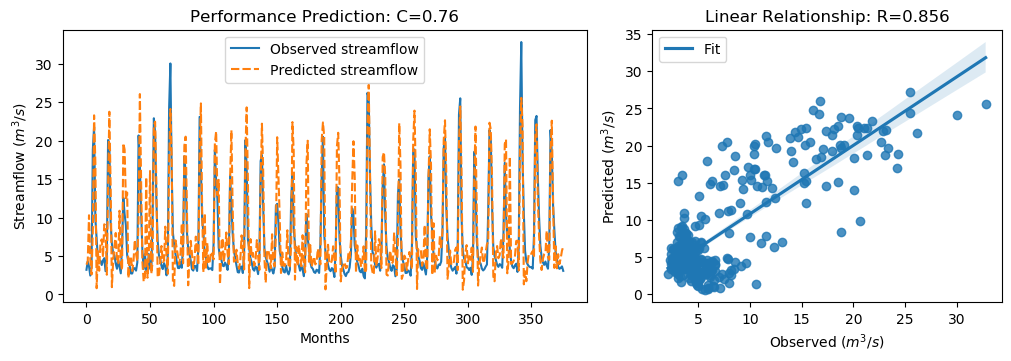 Performance Prediction: C=0.76
Observed streamflow
Predicted streamflow
Streamflow (m³/s)
30
25
20
15
10
5
0
0 50 100 150 200 250 300 350
Months
Linear Relationship: R=0.856
Fit
Predicted (m³/s)
35
30
25
20
15
10
5
0
5 10 15 20 25 30
Observed (m³/s)